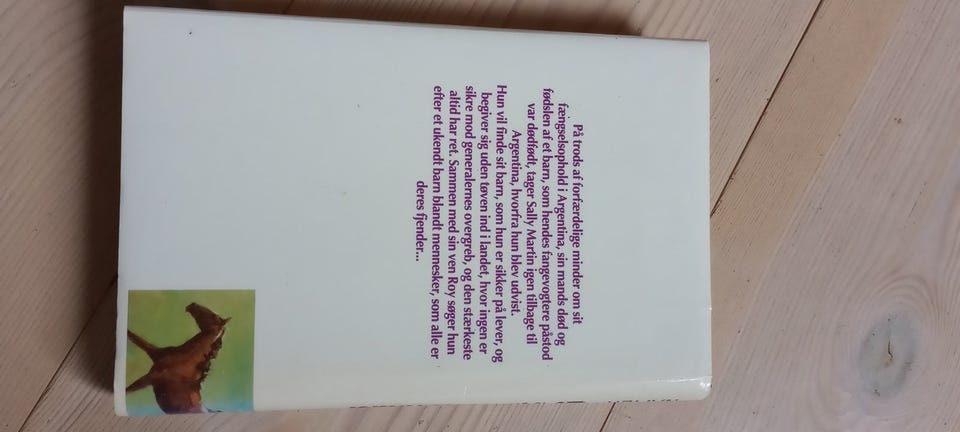 På trods af forfærdelige minder om sit
fængselsophold i Argentina, sin mands død og
fødslen af et barn, som hendes fangevogtere påstod
var dødfødt, tager Sally Martin igen tilbage til
Argentina, hvorfra hun blev udvist.
Hun vil finde sit barn, som hun er sikker på lever, og
begiver sig uden tøven ind i landet, hvor ingen er
sikre mod generalernes overgreb, og den stærkeste
altid har ret. Sammen med sin ven Roy søger hun
efter et ukendt barn blandt mennesker, som alle er
deres fjender...